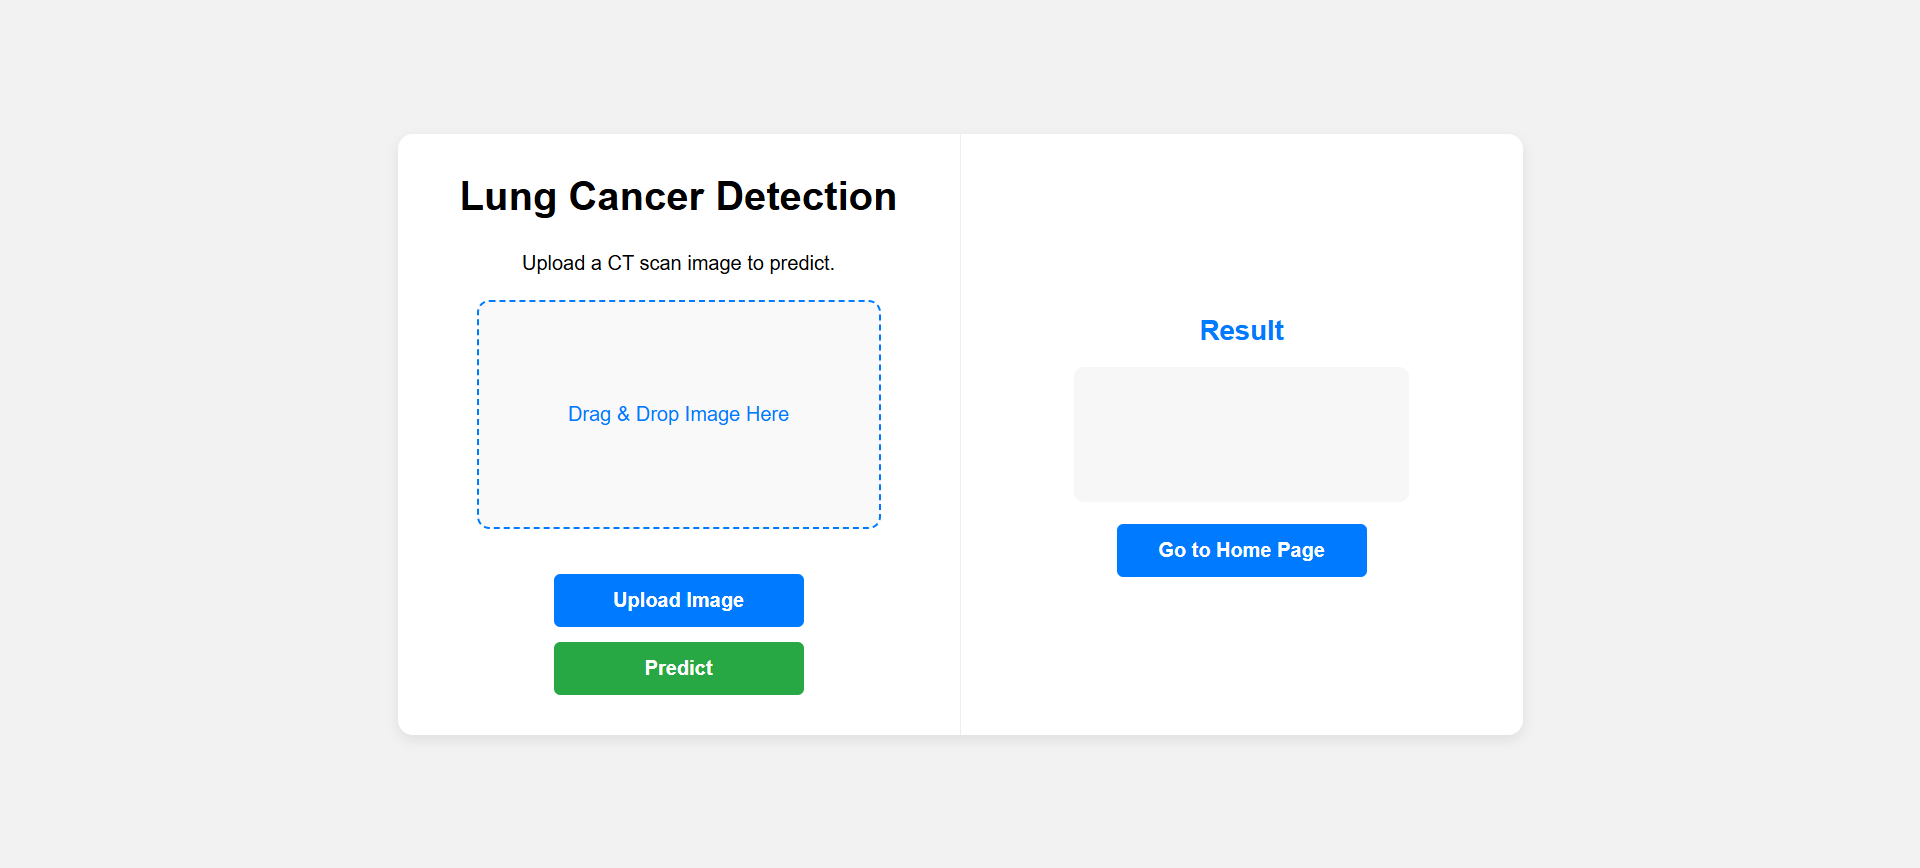 Lung Cancer Detection
Upload a CT scan image to predict.
Drag & Drop Image Here
Upload Image
Predict
Result
Go to Home Page